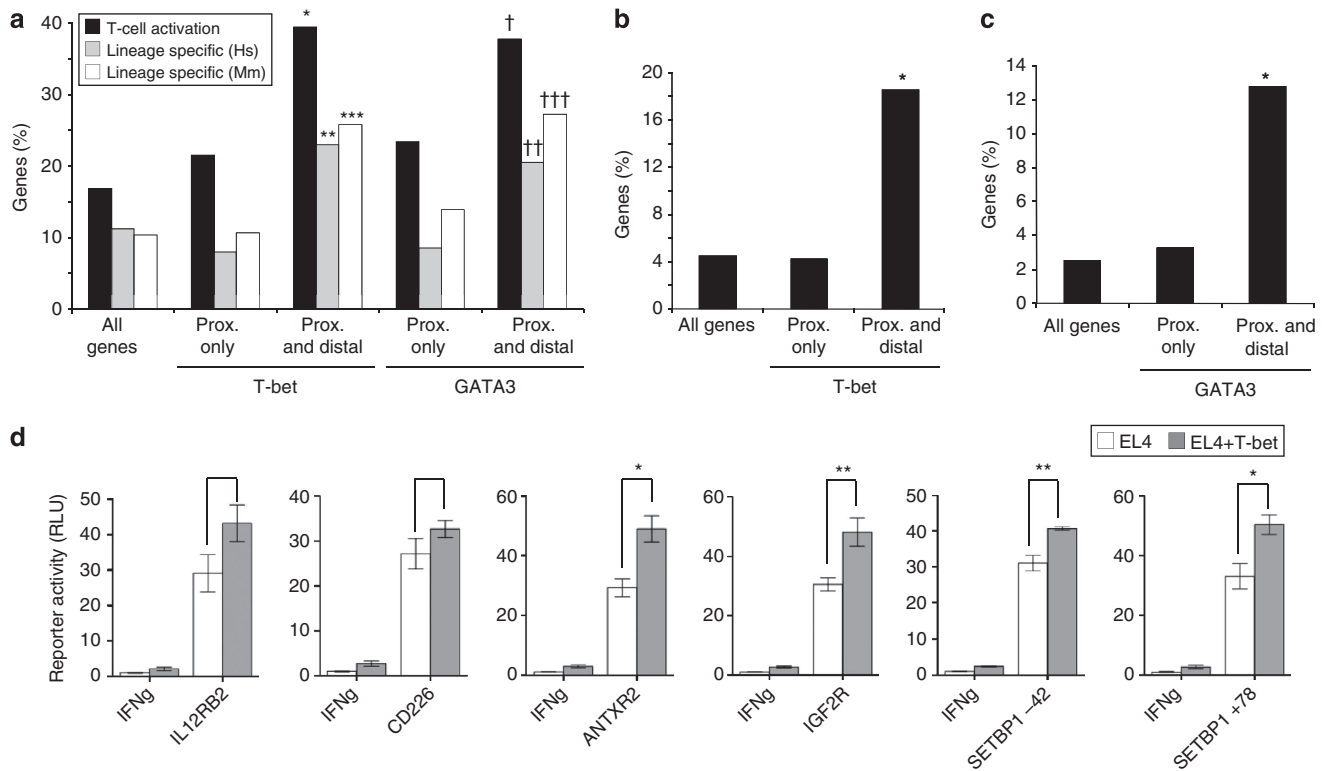 a
Genes (%)
40
30
20
10
0
T-cell activation
Lineage specific (Hs)
Lineage specific (Mm)
*
**
***
†
††
†††
All genes
Prox. only
Prox. and distal
Prox. only
Prox. and distal
T-bet
GATA3
b
Genes (%)
20
18
12
8
4
0
*
All genes
Prox. only
Prox. and distal
T-bet
c
Genes (%)
14
12
10
8
6
4
2
0
*
All genes
Prox. only
Prox. and distal
GATA3
d
EL4
EL4+T-bet
Reporter activity (RLU)
50
40
30
20
10
0
IFNg
IL12RB2
40
30
20
10
0
IFNg
CD226
60
40
20
0
*
IFNg
ANTXR2
60
40
20
0
**
IFNg
IGF2R
50
40
30
20
10
0
**
IFNg
SETBP1 –42
60
40
20
0
*
IFNg
SETBP1 +78